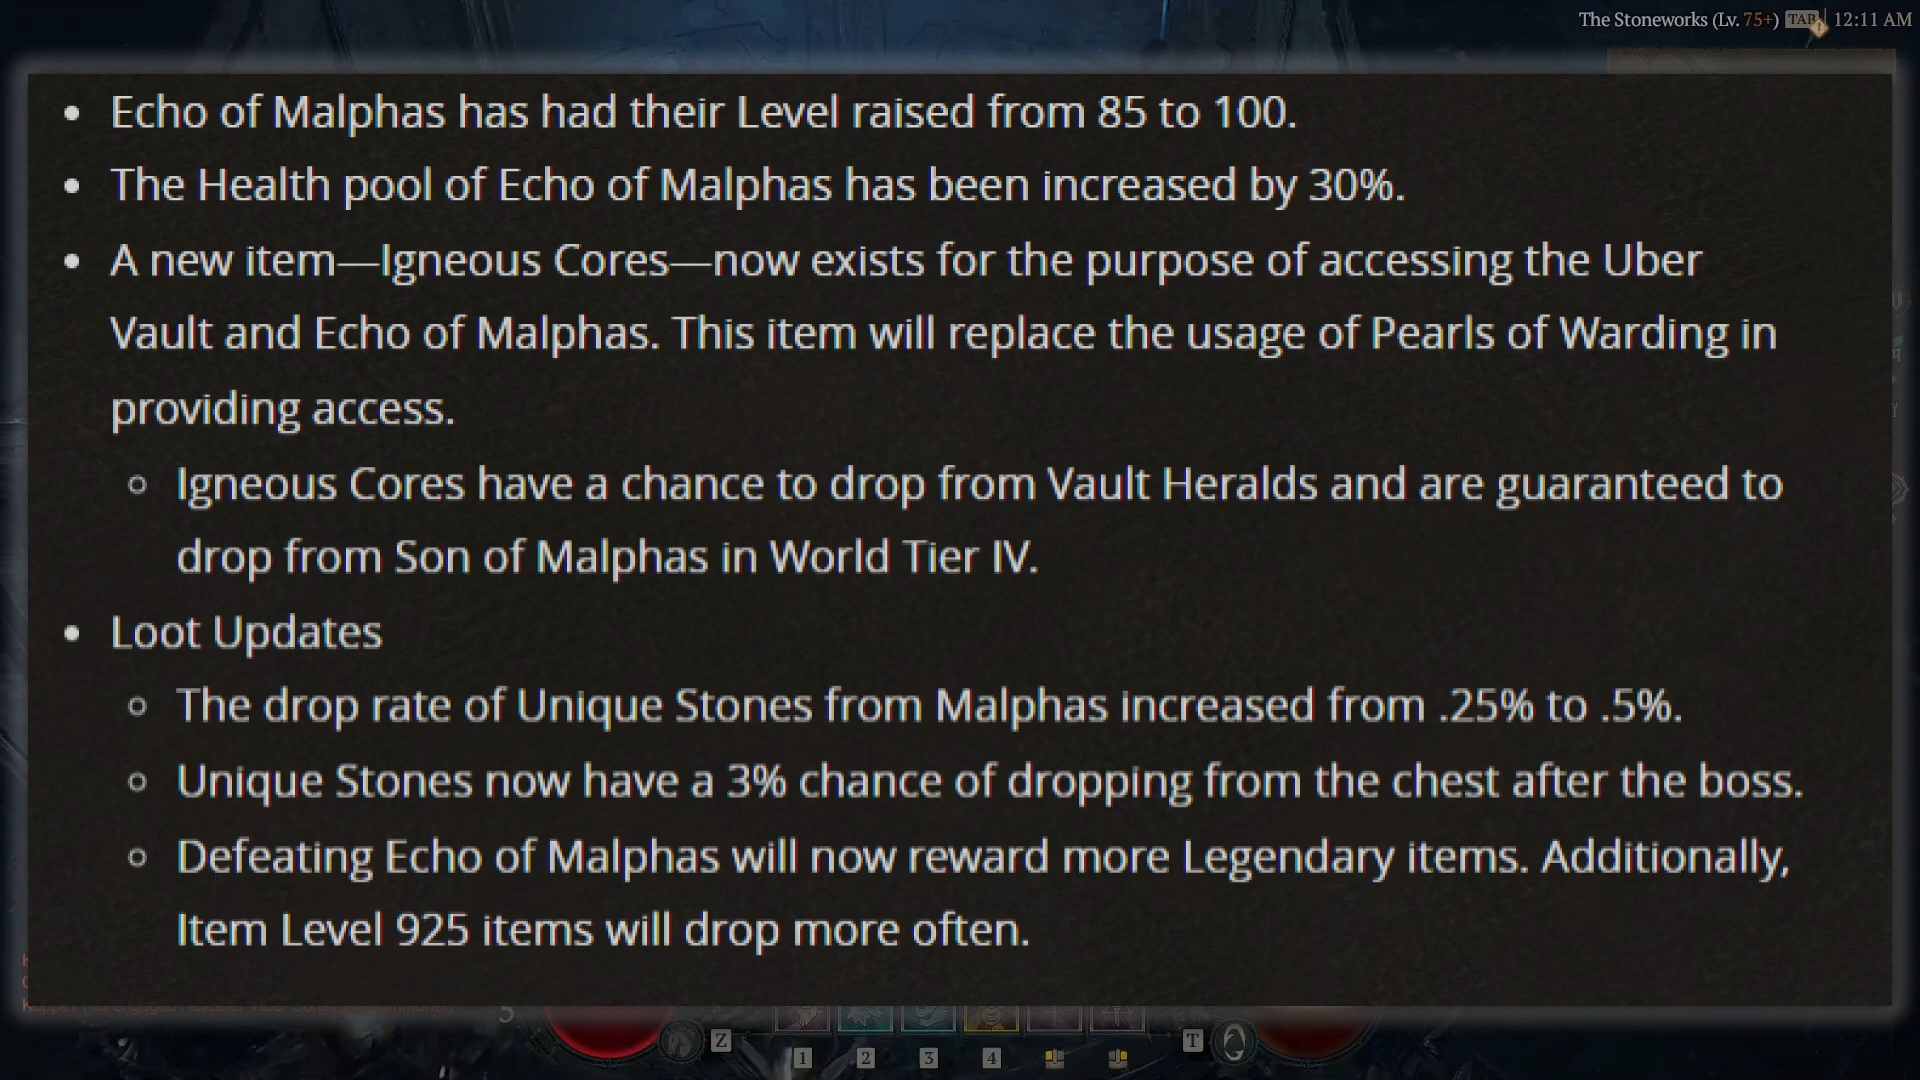 The Stoneworks (Lv. 75+) TAB 12:11 AM
• Echo of Malphas has had their Level raised from 85 to 100.
• The Health pool of Echo of Malphas has been increased by 30%.
• A new item—Igneous Cores—now exists for the purpose of accessing the Uber
Vault and Echo of Malphas. This item will replace the usage of Pearls of Warding in
providing access.
○ Igneous Cores have a chance to drop from Vault Heralds and are guaranteed to
drop from Son of Malphas in World Tier IV.
• Loot Updates
○ The drop rate of Unique Stones from Malphas increased from .25% to .5%.
○ Unique Stones now have a 3% chance of dropping from the chest after the boss.
○ Defeating Echo of Malphas will now reward more Legendary items. Additionally,
Item Level 925 items will drop more often.
5
Z 1 2 3 4 T